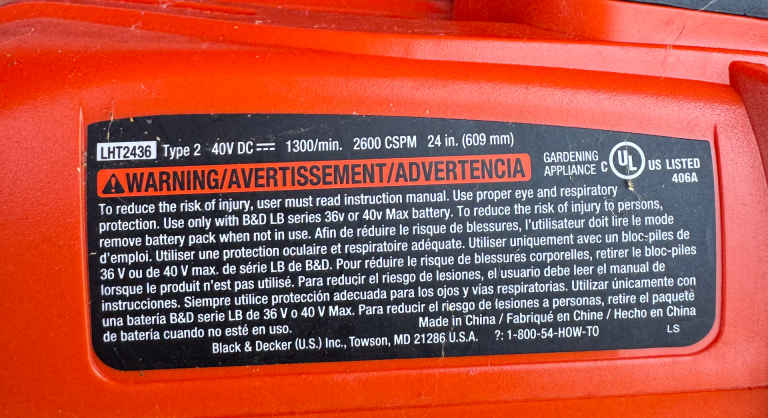 LHT2436 Type 2 40V DC 1300/min. 2600 CSPM 24 in. (609 mm)
GARDENING APPLIANCE C UL US LISTED 406A
WARNING/AVERTISSEMENT/ADVERTENCIA
To reduce the risk of injury, user must read instruction manual. Use proper eye and respiratory
protection. Use only with B&D LB series 36v or 40v Max battery. To reduce the risk of injury to persons,
remove battery pack when not in use. Afin de réduire le risque de blessures, l'utilisateur doit lire le mode
d'emploi. Utiliser une protection oculaire et respiratoire adéquate. Utiliser uniquement avec un bloc-piles de
36 V ou de 40 V max. de série LB de B&D. Pour réduire le risque de blessures corporelles, retirer le bloc-piles
lorsque le produit n'est pas utilisé. Para reducir el riesgo de lesiones, el usuario debe leer el manual de
instrucciones. Siempre utilice protección adecuada para los ojos y vías respiratorias. Utilizar únicamente con
una batería B&D serie LB de 36 V o 40 V Max. Para reducir el riesgo de lesiones a personas, retire el paquete
de batería cuando no esté en uso.
Made in China / Fabriqué en Chine / Hecho en China
Black & Decker (U.S.) Inc., Towson, MD 21286 U.S.A. ?: 1-800-54-HOW-TO LS